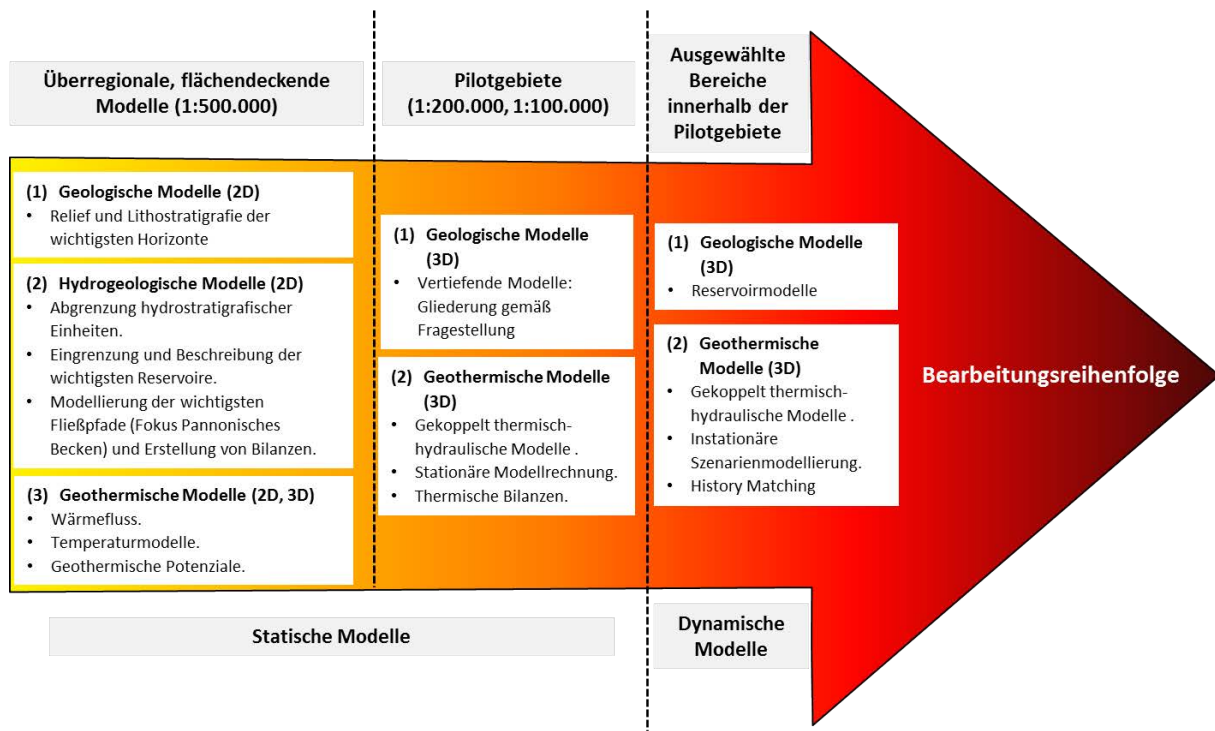 Überregionale, flächendeckende
Modelle (1:500.000)
(1) Geologische Modelle (2D)
• Relief und Lithostratigrafie der
wichtigsten Horizonte
(2) Hydrogeologische Modelle (2D)
• Abgrenzung hydrostratigrafischer
Einheiten.
• Eingrenzung und Beschreibung der
wichtigsten Reservoire.
• Modellierung der wichtigsten
Fließpfade (Fokus Pannonisches
Becken) und Erstellung von Bilanzen.
(3) Geothermische Modelle (2D, 3D)
• Wärmefluss.
• Temperaturmodelle.
• Geothermische Potenziale.
Pilotgebiete
(1:200.000, 1:100.000)
(1) Geologische Modelle
(3D)
• Vertiefende Modelle:
Gliederung gemäß
Fragestellung
(2) Geothermische Modelle
(3D)
• Gekoppelt thermisch-
hydraulische Modelle .
• Stationäre Modellrechnung.
• Thermische Bilanzen.
Statische Modelle
Ausgewählte
Bereiche
innerhalb der
Pilotgebiete
(1) Geologische Modelle
(3D)
• Reservoirmodelle
(2) Geothermische
Modelle (3D)
• Gekoppelt thermisch-
hydraulische Modelle .
• Instationäre
Szenarienmodellierung.
• History Matching
Dynamische
Modelle
Bearbeitungsreihenfolge